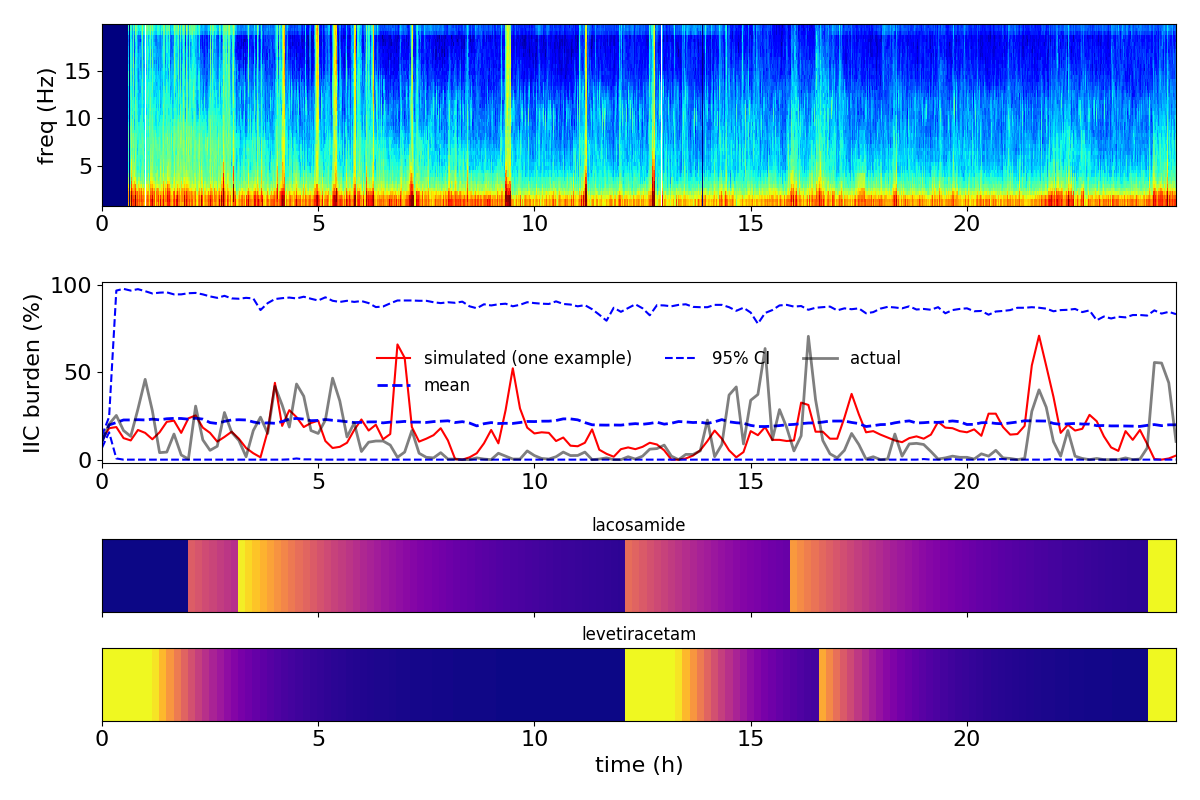 freq (Hz)
15
10
5
0 5 10 15 20
IIC burden (%)
100
50
0
simulated (one example) 95% CI actual
mean
0 5 10 15 20
lacosamide
levetiracetam
0 5 10 15 20
time (h)